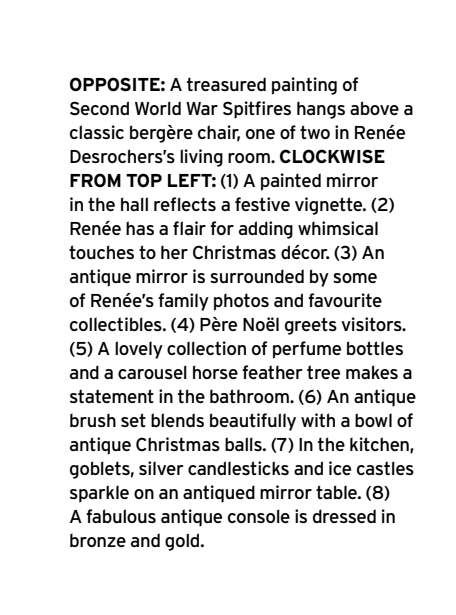 OPPOSITE: A treasured painting of
Second World War Spitfires hangs above a
classic bergère chair, one of two in Renée
Desrochers’s living room. CLOCKWISE
FROM TOP LEFT: (1) A painted mirror
in the hall reflects a festive vignette. (2)
Renée has a flair for adding whimsical
touches to her Christmas décor. (3) An
antique mirror is surrounded by some
of Renée’s family photos and favourite
collectibles. (4) Père Noël greets visitors.
(5) A lovely collection of perfume bottles
and a carousel horse feather tree makes a
statement in the bathroom. (6) An antique
brush set blends beautifully with a bowl of
antique Christmas balls. (7) In the kitchen,
goblets, silver candlesticks and ice castles
sparkle on an antiqued mirror table. (8)
A fabulous antique console is dressed in
bronze and gold.